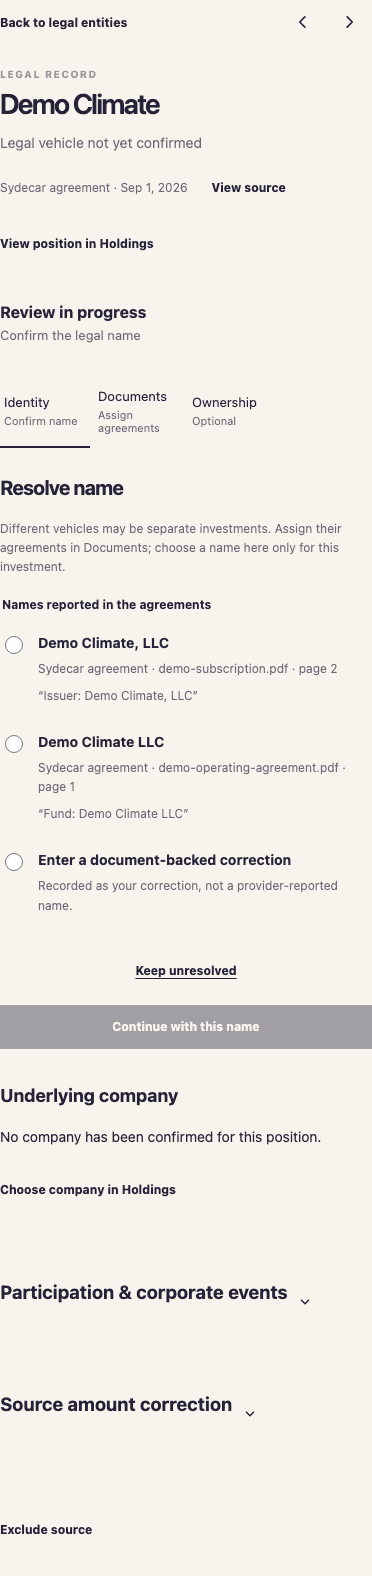 Back to legal entities
LEGAL RECORD
Demo Climate
Legal vehicle not yet confirmed
Sydecar agreement · Sep 1, 2026 View source
View position in Holdings
Review in progress
Confirm the legal name
Identity
Confirm name
Documents
Assign
agreements
Ownership
Optional
Resolve name
Different vehicles may be separate investments. Assign their
agreements in Documents; choose a name here only for this
investment.
Names reported in the agreements
Demo Climate, LLC
Sydecar agreement · demo-subscription.pdf · page 2
“Issuer: Demo Climate, LLC”
Demo Climate LLC
Sydecar agreement · demo-operating-agreement.pdf ·
page 1
“Fund: Demo Climate LLC”
Enter a document-backed correction
Recorded as your correction, not a provider-reported
name.
Keep unresolved
Continue with this name
Underlying company
No company has been confirmed for this position.
Choose company in Holdings
Participation & corporate events
Source amount correction
Exclude source